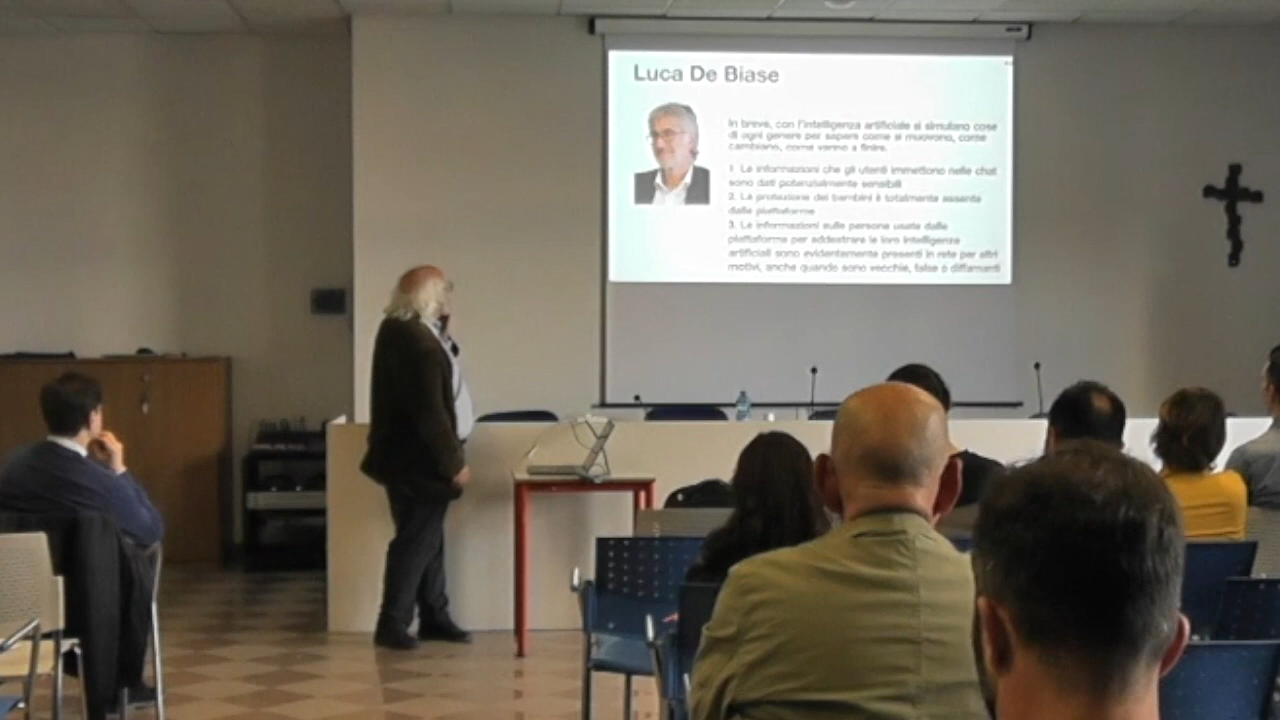 Luca De Biase
In breve, con l'intelligenza artificiale si simulano cose
di ogni genere per sapere come si muovono, come
cambiano, come vanno a finire.
1. Le informazioni che gli utenti immettono nelle chat
sono dati potenzialmente sensibili
2. La protezione dei bambini è totalmente assente
dalle piattaforme
3. Le informazioni sulle persone usate dalle
piattaforme per addestrare le loro intelligenze
artificiali sono evidentemente presenti in rete per altri
motivi, anche quando sono vecchie, false o diffamanti